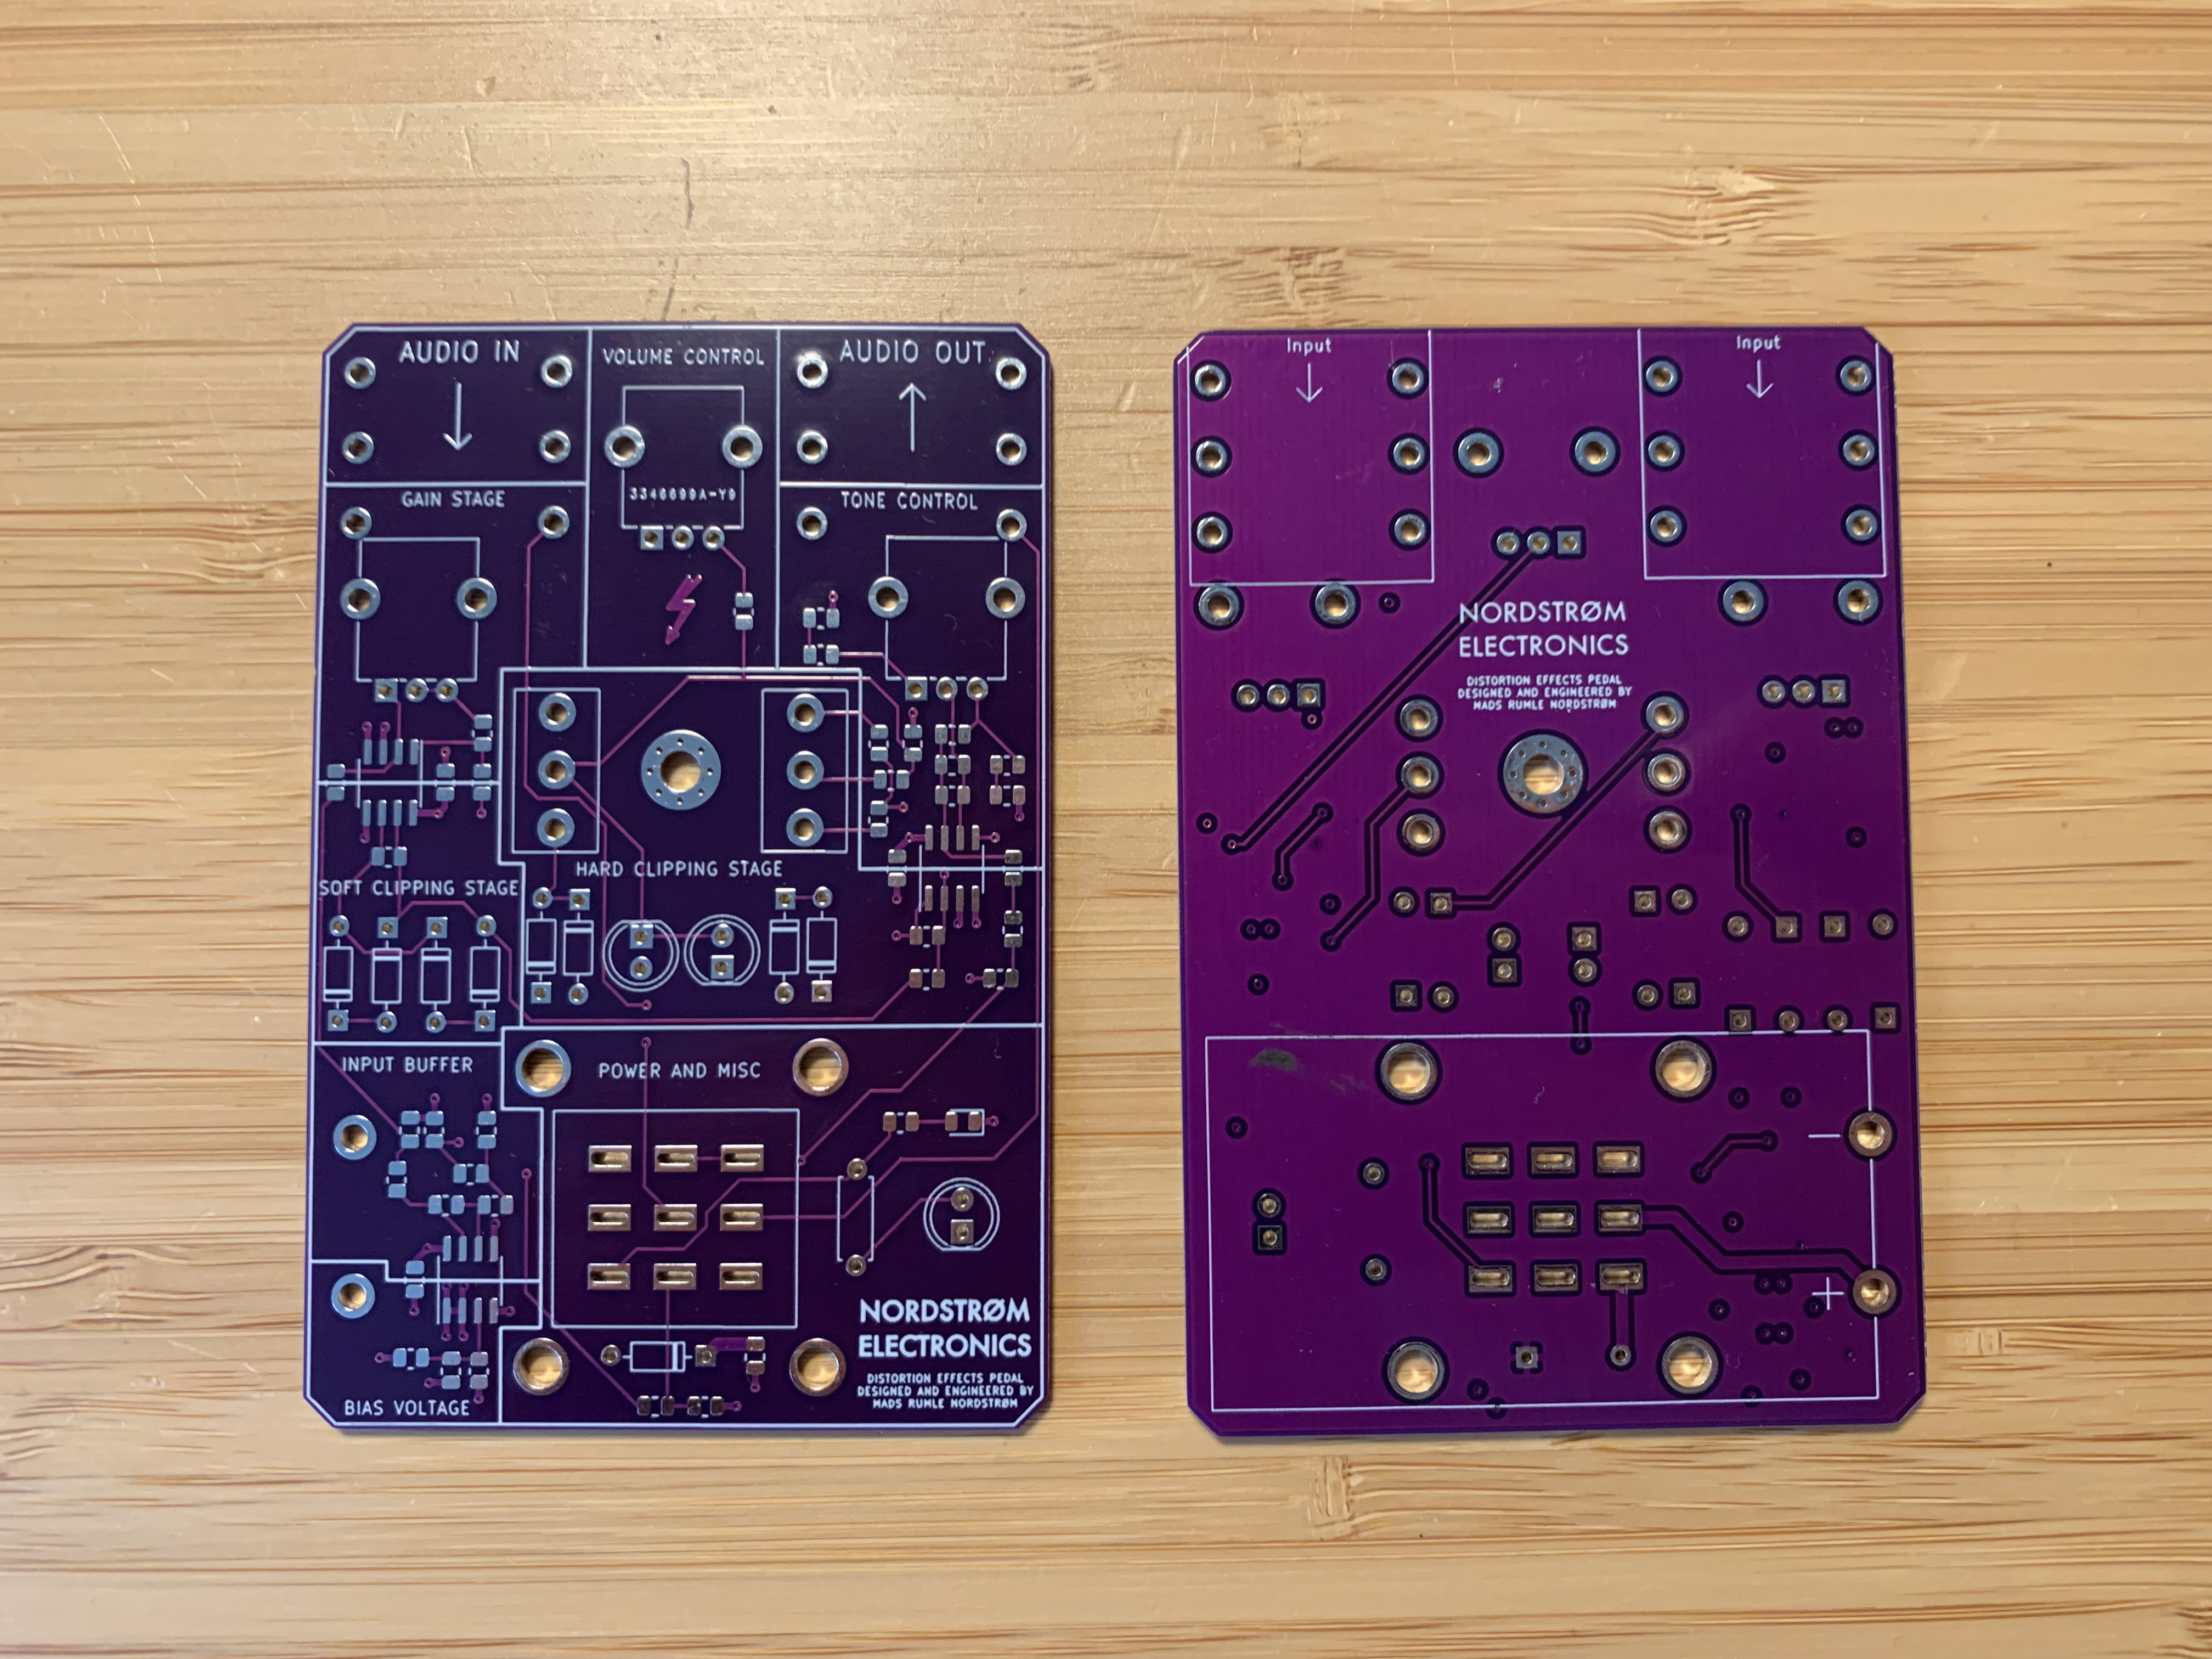 AUDIO IN
VOLUME CONTROL
AUDIO OUT
3346699A-Y9
GAIN STAGE
TONE CONTROL
HARD CLIPPING STAGE
SOFT CLIPPING STAGE
INPUT BUFFER
POWER AND MISC
BIAS VOLTAGE
NORDSTRØM
ELECTRONICS
DISTORTION EFFECTS PEDAL
DESIGNED AND ENGINEERED BY
MADS RUMLE NORDSTRØM
Input
Input
NORDSTRØM
ELECTRONICS
DISTORTION EFFECTS PEDAL
DESIGNED AND ENGINEERED BY
MADS RUMLE NORDSTRØM
−
+